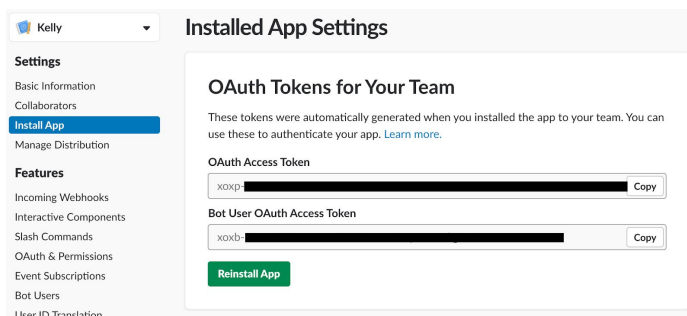 Kelly
Settings
Basic Information
Collaborators
Install App
Manage Distribution
Features
Incoming Webhooks
Interactive Components
Slash Commands
OAuth & Permissions
Event Subscriptions
Bot Users
User ID Translation
Installed App Settings
OAuth Tokens for Your Team
These tokens were automatically generated when you installed the app to your team. You can
use these to authenticate your app. Learn more.
OAuth Access Token
xoxp-
Copy
Bot User OAuth Access Token
xoxb-
Copy
Reinstall App